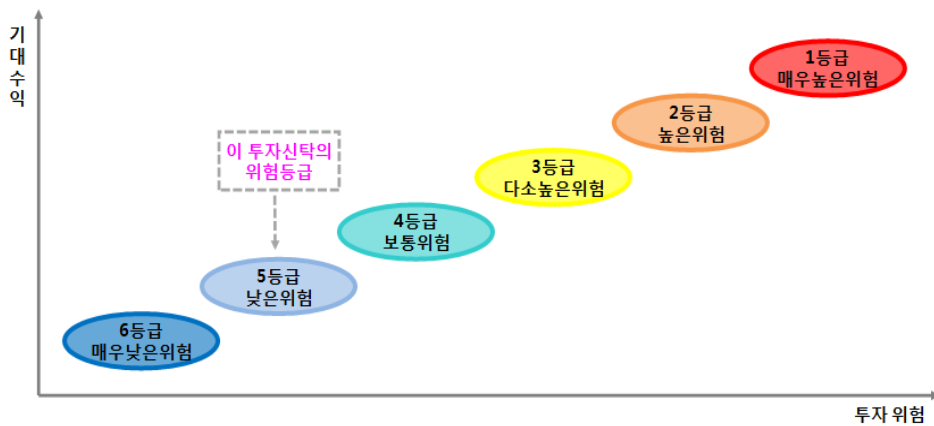 기대수익
1등급
매우높은위험
2등급
높은위험
이 투자신탁의
위험등급
3등급
다소높은위험
4등급
보통위험
5등급
낮은위험
6등급
매우낮은위험
투자 위험